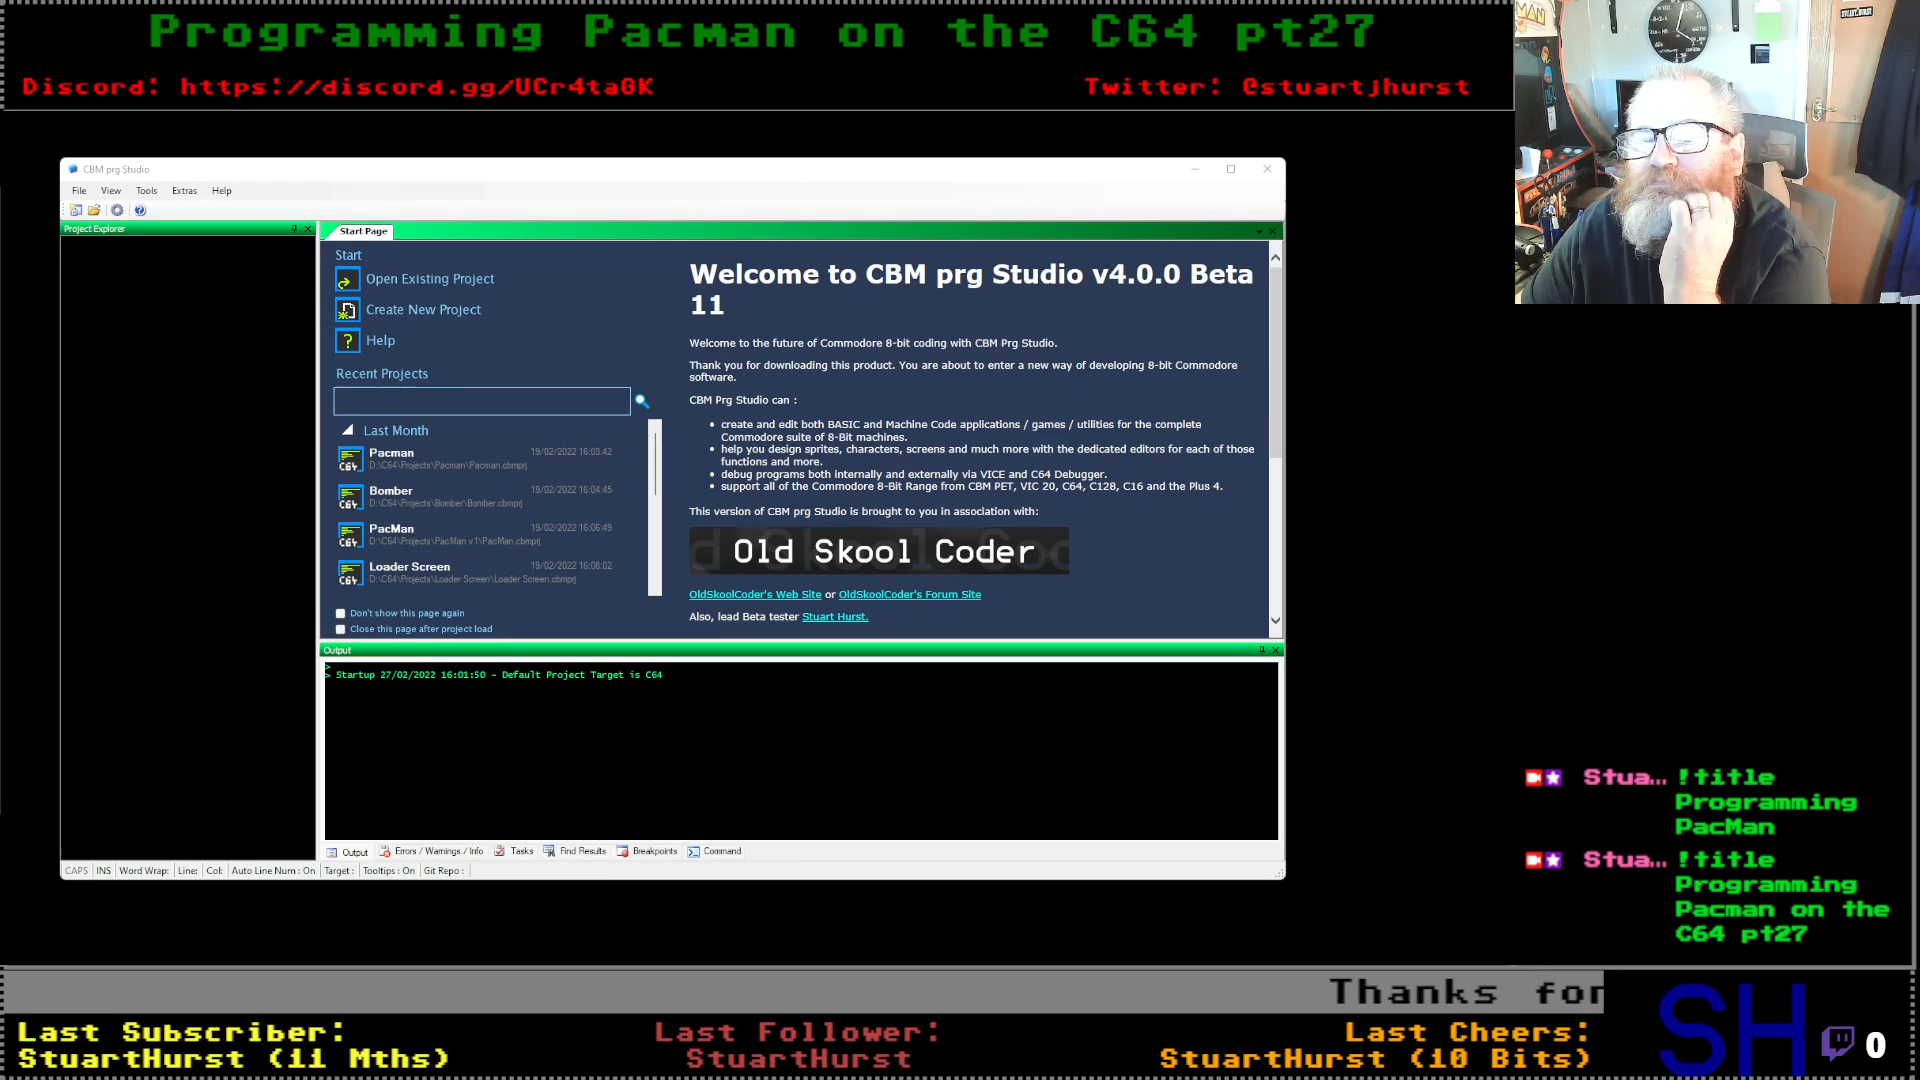 Programming Pacman on the C64 pt27
Discord: https://discord.gg/UCr4taGK
Twitter: @stuartjhurst
CBM prg Studio
File View Tools Extras Help
Project Explorer
Start Page
Start
Open Existing Project
Create New Project
Help
Recent Projects
Last Month
Pacman 19/02/2022 16:03:42
D:\C64\Projects\Pacman\Pacman.cbmprj
Bomber 19/02/2022 16:04:45
D:\C64\Projects\Bomber\Bomber.cbmprj
PacMan 19/02/2022 16:06:49
D:\C64\Projects\PacMan v1\PacMan.cbmprj
Loader Screen 19/02/2022 16:08:02
D:\C64\Projects\Loader Screen\Loader Screen.cbmprj
Don't show this page again
Close this page after project load
Welcome to CBM prg Studio v4.0.0 Beta
11
Welcome to the future of Commodore 8-bit coding with CBM Prg Studio.
Thank you for downloading this product. You are about to enter a new way of developing 8-bit Commodore
software.
CBM Prg Studio can :
create and edit both BASIC and Machine Code applications / games / utilities for the complete
Commodore suite of 8-Bit machines.
help you design sprites, characters, screens and much more with the dedicated editors for each of those
functions and more.
debug programs both internally and externally via VICE and C64 Debugger.
support all of the Commodore 8-Bit Range from CBM PET, VIC 20, C64, C128, C16 and the Plus 4.
This version of CBM prg Studio is brought to you in association with:
Old Skool Coder
OldSkoolCoder's Web Site or OldSkoolCoder's Forum Site
Also, lead Beta tester Stuart Hurst.
Output
>
> Startup 27/02/2022 16:01:50 - Default Project Target is C64
Output Errors / Warnings / Info Tasks Find Results Breakpoints Command
CAPS INS Word Wrap: Line: Col: Auto Line Num : On Target : Tooltips : On Git Repo :
Stua... !title
Programming
PacMan
Stua... !title
Programming
Pacman on the
C64 pt27
Thanks for
Last Subscriber:
StuartHurst (11 Mths)
Last Follower:
StuartHurst
Last Cheers:
StuartHurst (10 Bits)
SH
0